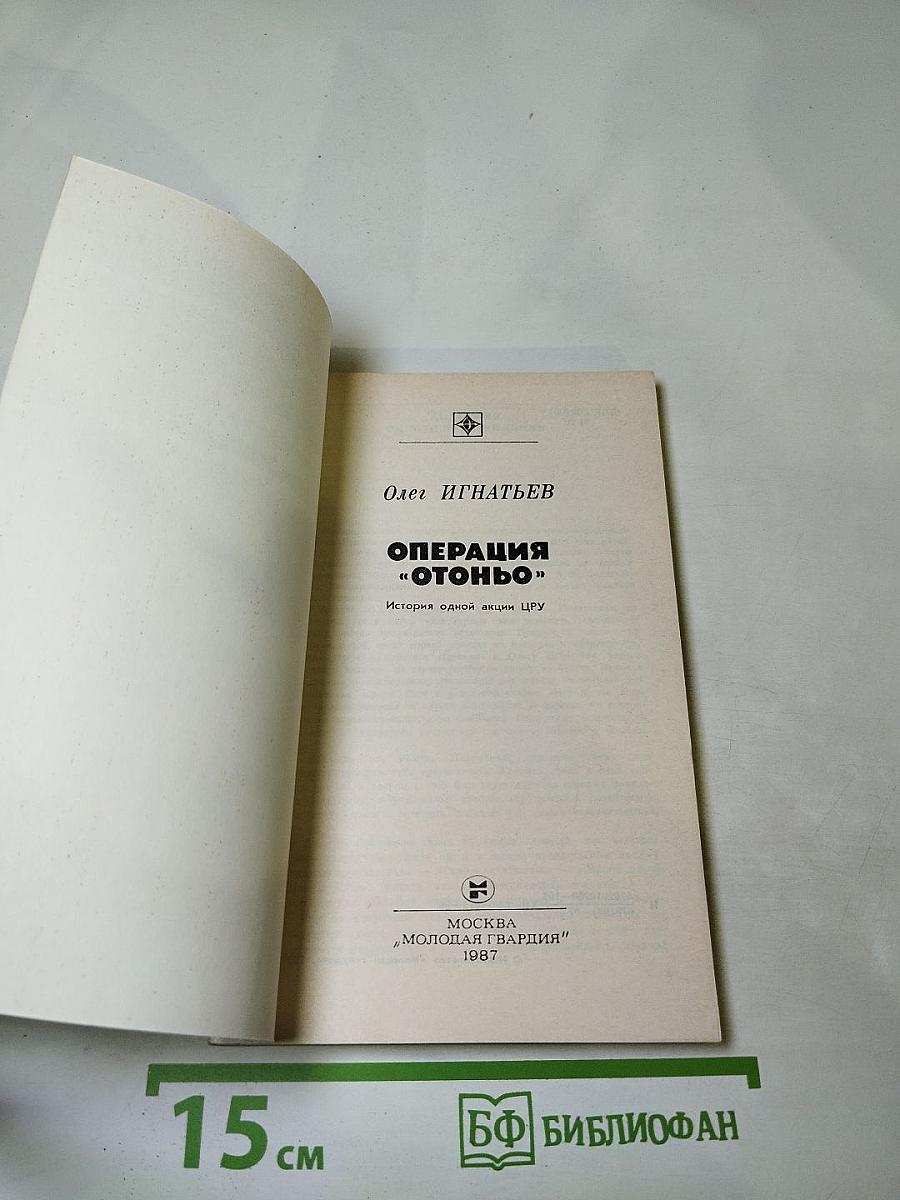 Олег ИГНАТЬЕВ
ОПЕРАЦИЯ
«ОТОНЬО»
История одной акции ЦРУ
МОСКВА
„МОЛОДАЯ ГВАРДИЯ"
1987
15 см
БФ БИБЛИОФАН